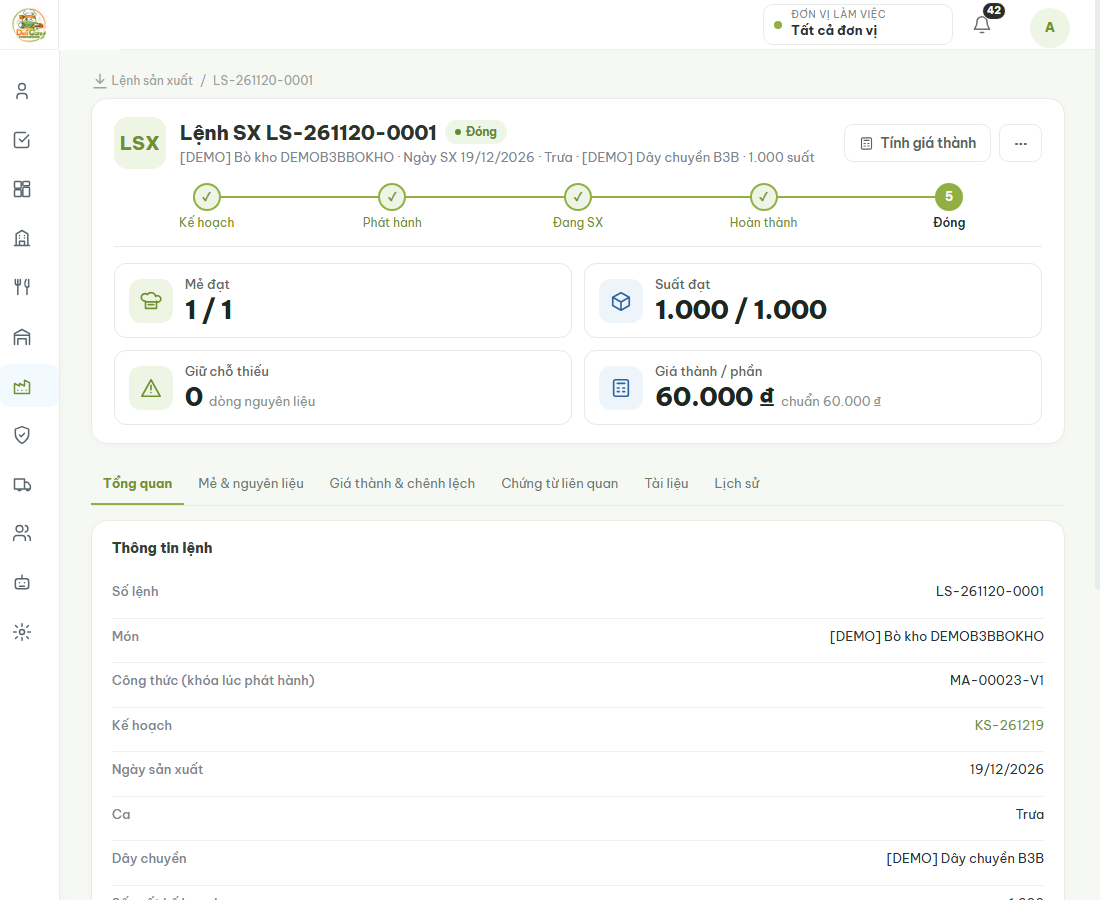 ĐƠN VỊ LÀM VIỆC
Tất cả đơn vị
42
A
Lệnh sản xuất / LS-261120-0001
LSX
Lệnh SX LS-261120-0001
Đóng
[DEMO] Bò kho DEMOB3BBOKHO · Ngày SX 19/12/2026 · Trưa · [DEMO] Dây chuyền B3B · 1.000 suất
Tính giá thành
...
5
Kế hoạch
Phát hành
Đang SX
Hoàn thành
Đóng
Mẻ đạt
1 / 1
Suất đạt
1.000 / 1.000
Giữ chỗ thiếu
0 dòng nguyên liệu
Giá thành / phần
60.000 đ chuẩn 60.000 đ
Tổng quan
Mẻ & nguyên liệu
Giá thành & chênh lệch
Chứng từ liên quan
Tài liệu
Lịch sử
Thông tin lệnh
Số lệnh
LS-261120-0001
Món
[DEMO] Bò kho DEMOB3BBOKHO
Công thức (khóa lúc phát hành)
MA-00023-V1
Kế hoạch
KS-261219
Ngày sản xuất
19/12/2026
Ca
Trưa
Dây chuyền
[DEMO] Dây chuyền B3B